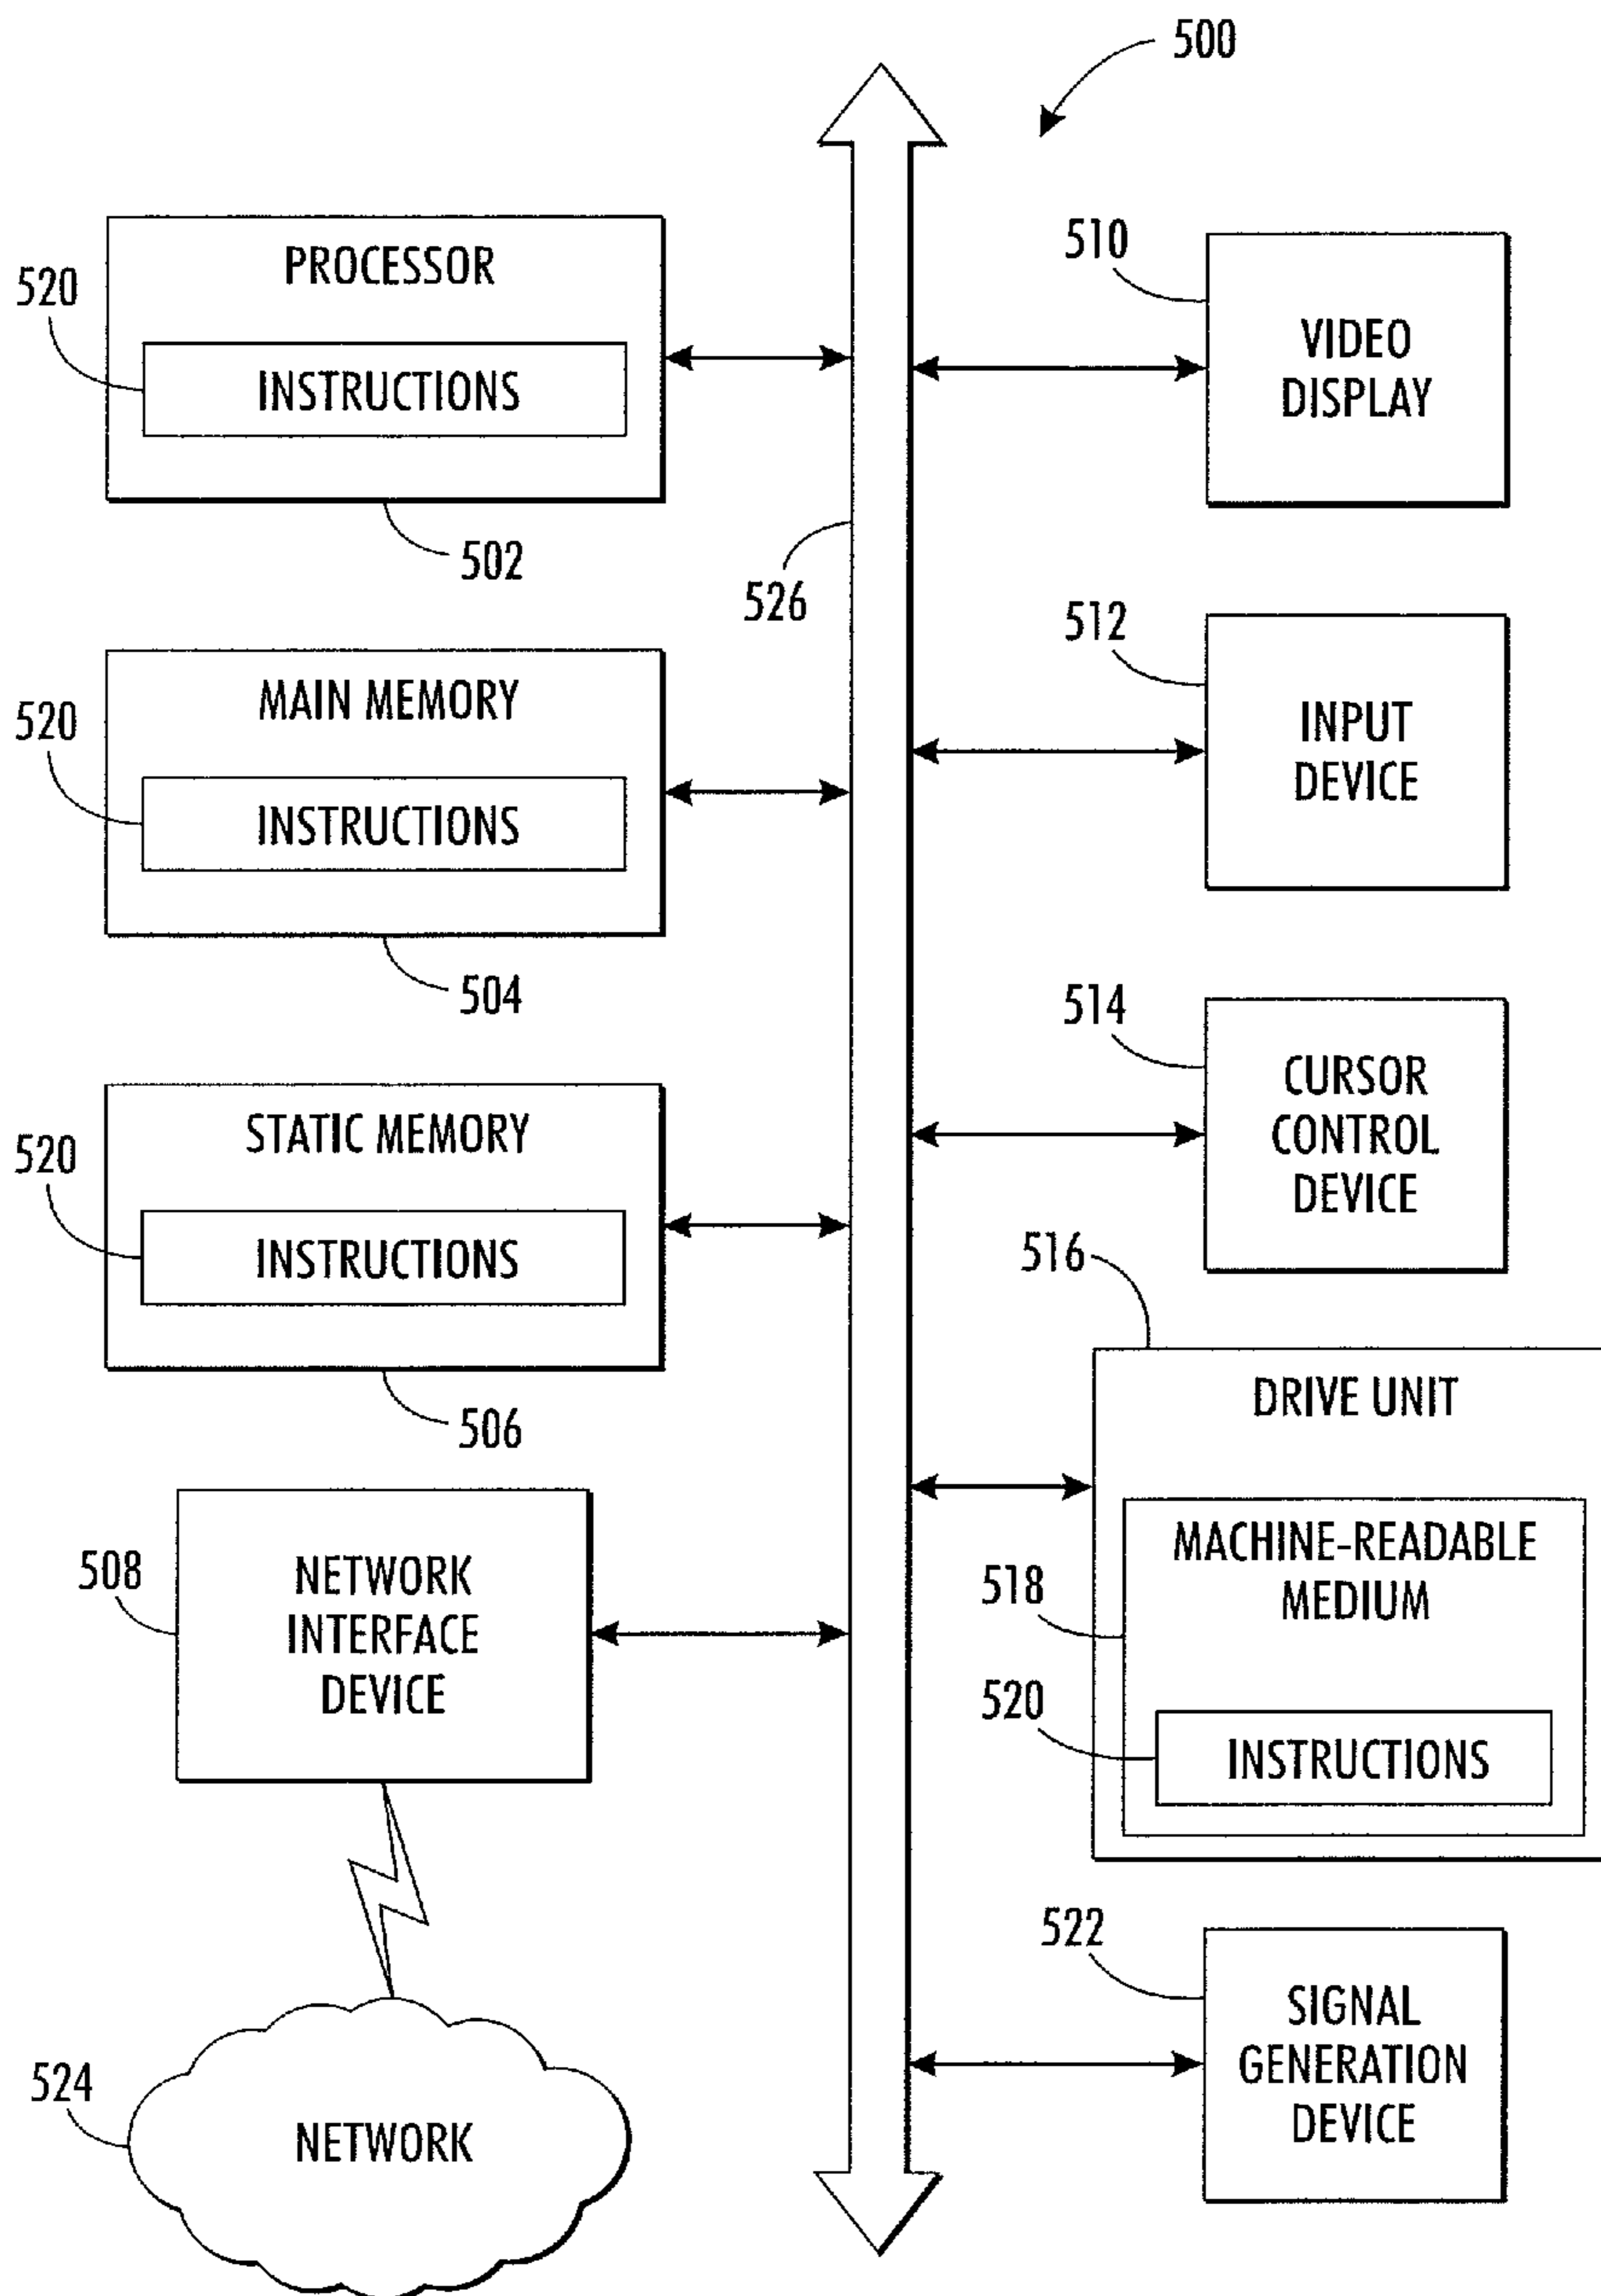 500
PROCESSOR
520
INSTRUCTIONS
502
MAIN MEMORY
520
INSTRUCTIONS
504
STATIC MEMORY
520
INSTRUCTIONS
506
508
NETWORK
INTERFACE
DEVICE
524
NETWORK
526
510
VIDEO
DISPLAY
512
INPUT
DEVICE
514
CURSOR
CONTROL
DEVICE
516
DRIVE UNIT
518
MACHINE-READABLE
MEDIUM
520
INSTRUCTIONS
522
SIGNAL
GENERATION
DEVICE